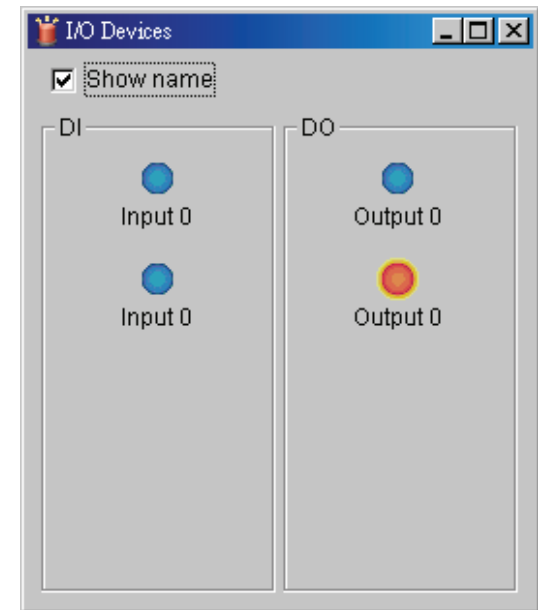 I/O Devices
Show name
DI
Input 0
Input 0
DO
Output 0
Output 0